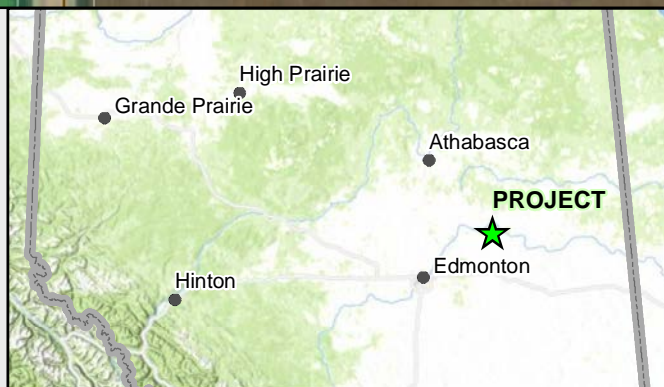 High Prairie
Grande Prairie
Athabasca
PROJECT
Edmonton
Hinton